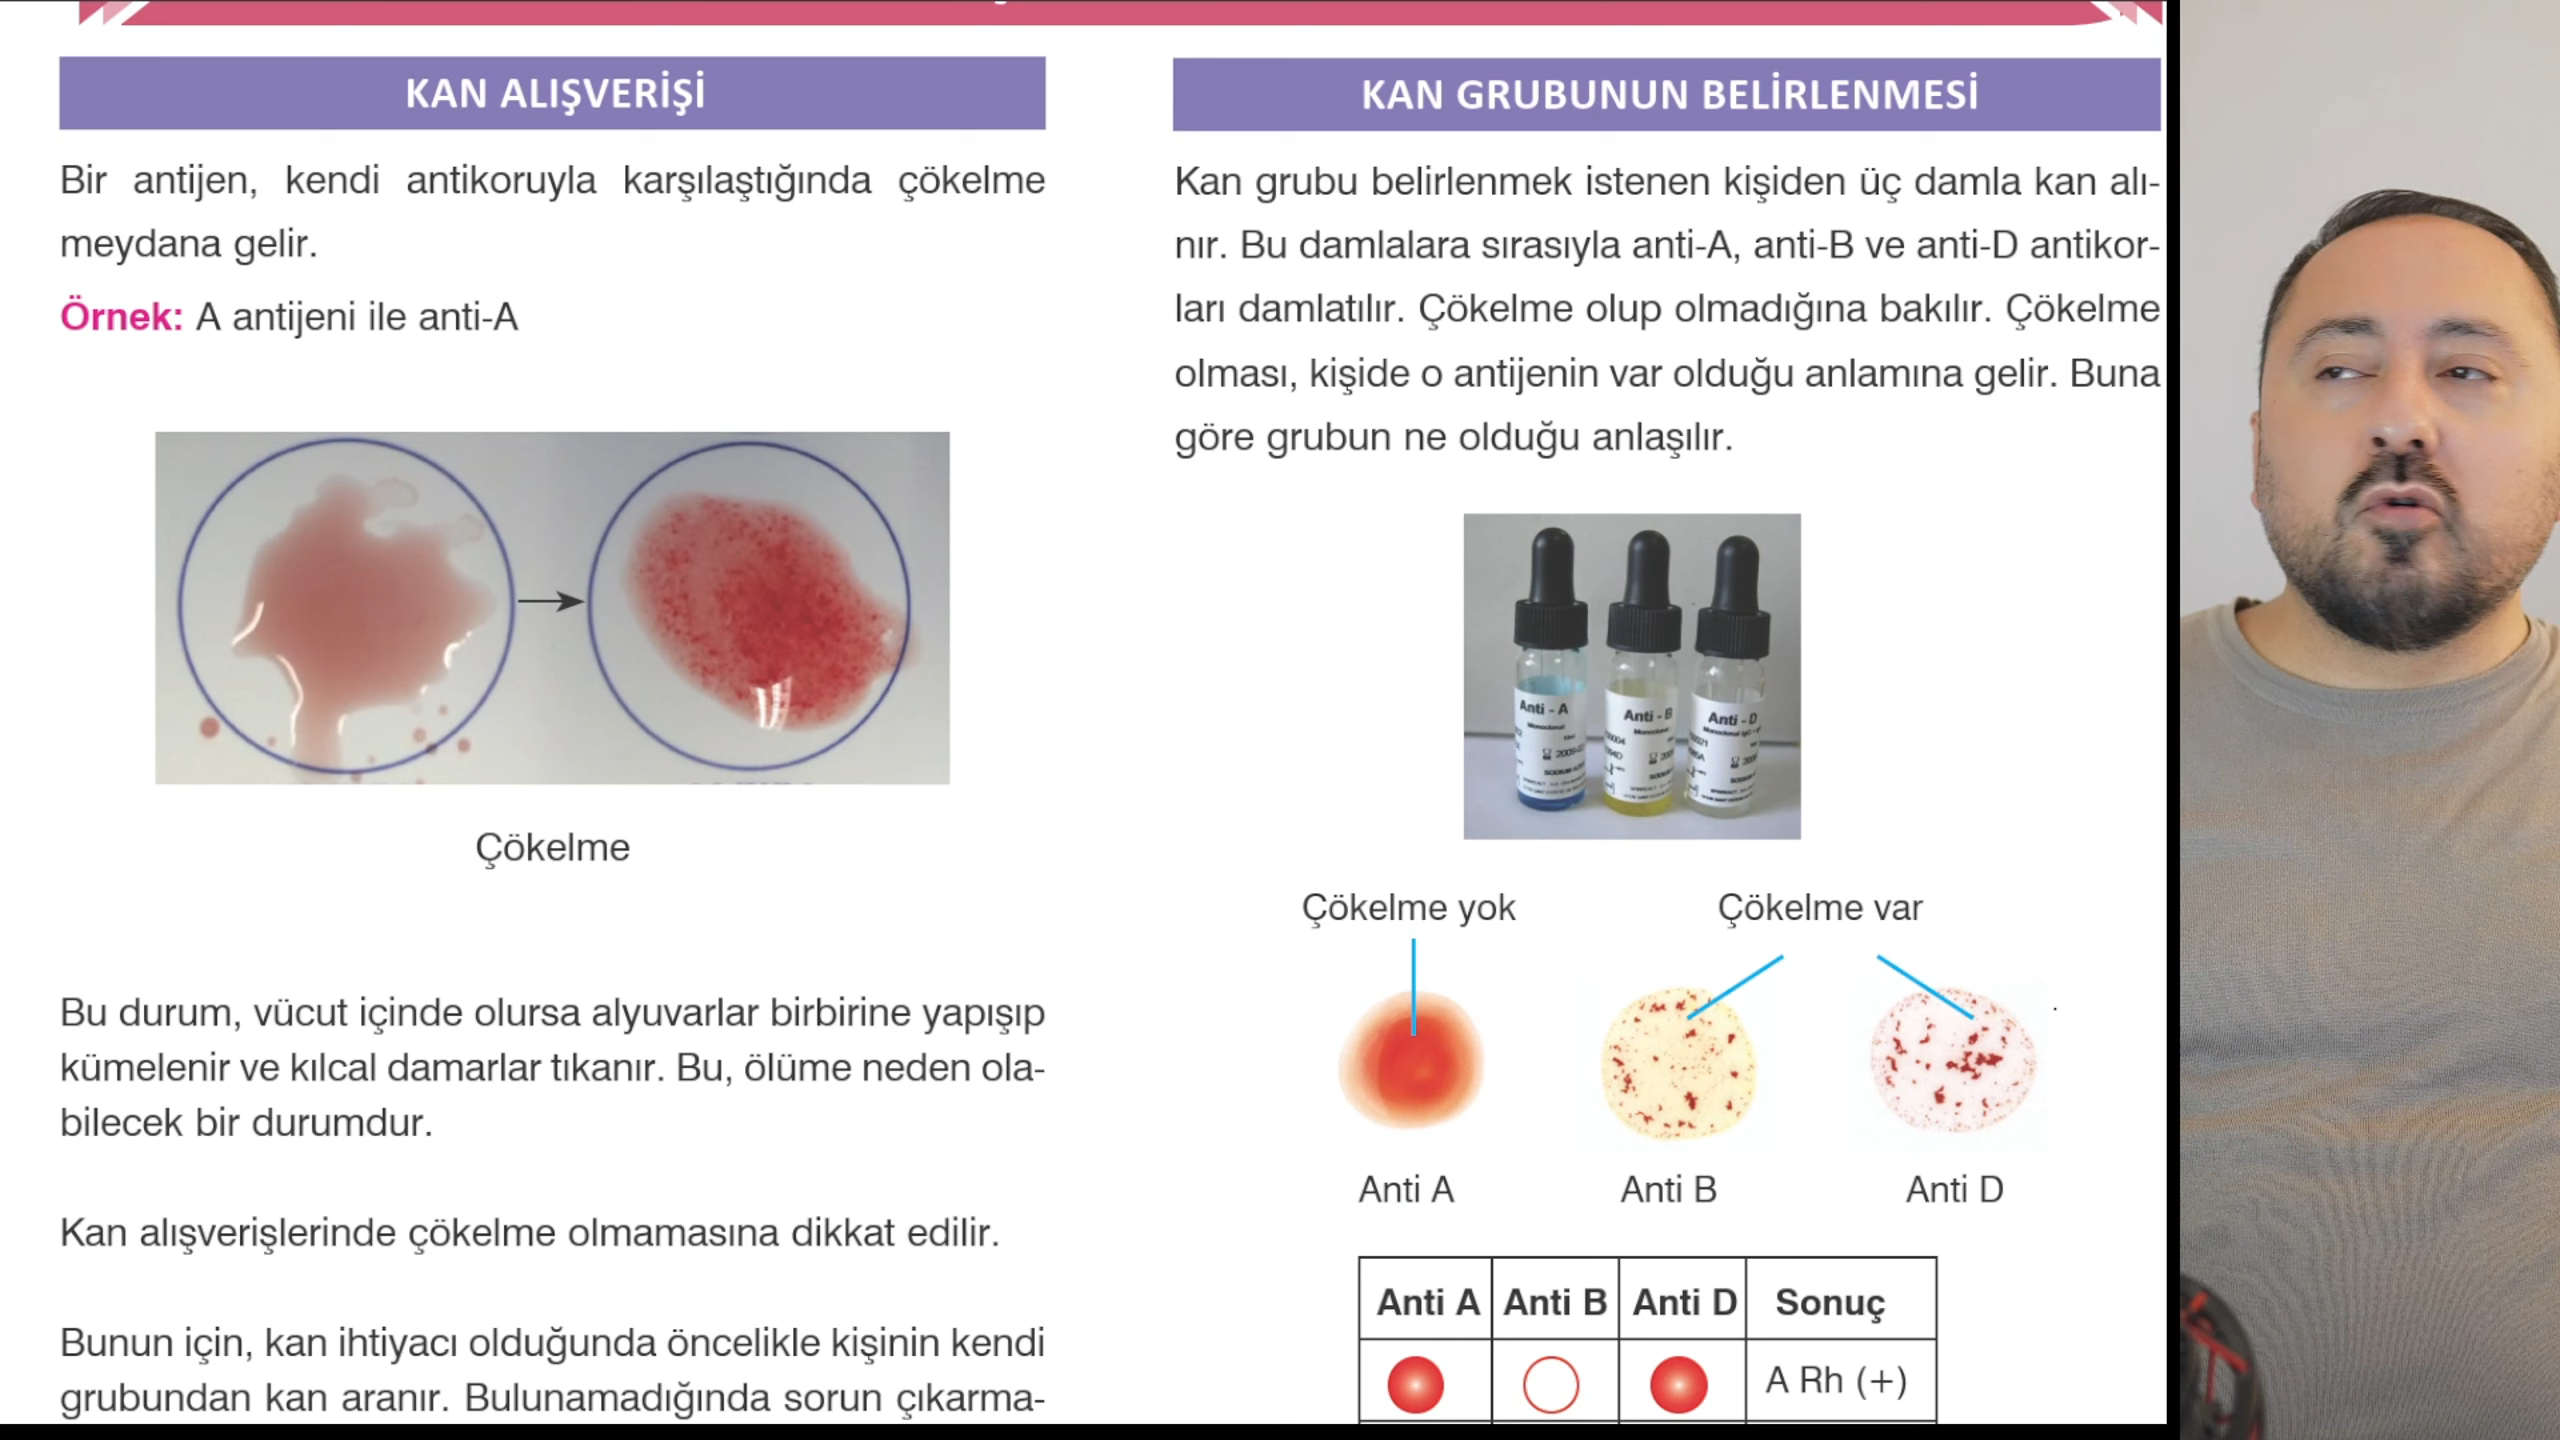 KAN ALIŞVERİŞİ
Bir antijen, kendi antikoruyla karşılaştığında çökelme
meydana gelir.
Örnek: A antijeni ile anti-A
Çökelme
Bu durum, vücut içinde olursa alyuvarlar birbirine yapışıp
kümelenir ve kılcal damarlar tıkanır. Bu, ölüme neden ola-
bilecek bir durumdur.
Kan alışverişlerinde çökelme olmamasına dikkat edilir.
Bunun için, kan ihtiyacı olduğunda öncelikle kişinin kendi
grubundan kan aranır. Bulunamadığında sorun çıkarma-
KAN GRUBUNUN BELİRLENMESİ
Kan grubu belirlenmek istenen kişiden üç damla kan alı-
nır. Bu damlalara sırasıyla anti-A, anti-B ve anti-D antikor-
ları damlatılır. Çökelme olup olmadığına bakılır. Çökelme
olması, kişide o antijenin var olduğu anlamına gelir. Buna
göre grubun ne olduğu anlaşılır.
Anti - A
Monoclonal
Anti - B
Monoclonal
Anti - D
Monoclonal
Çökelme yok Çökelme var
Anti A Anti B Anti D
Anti A Anti B Anti D Sonuç
A Rh (+)